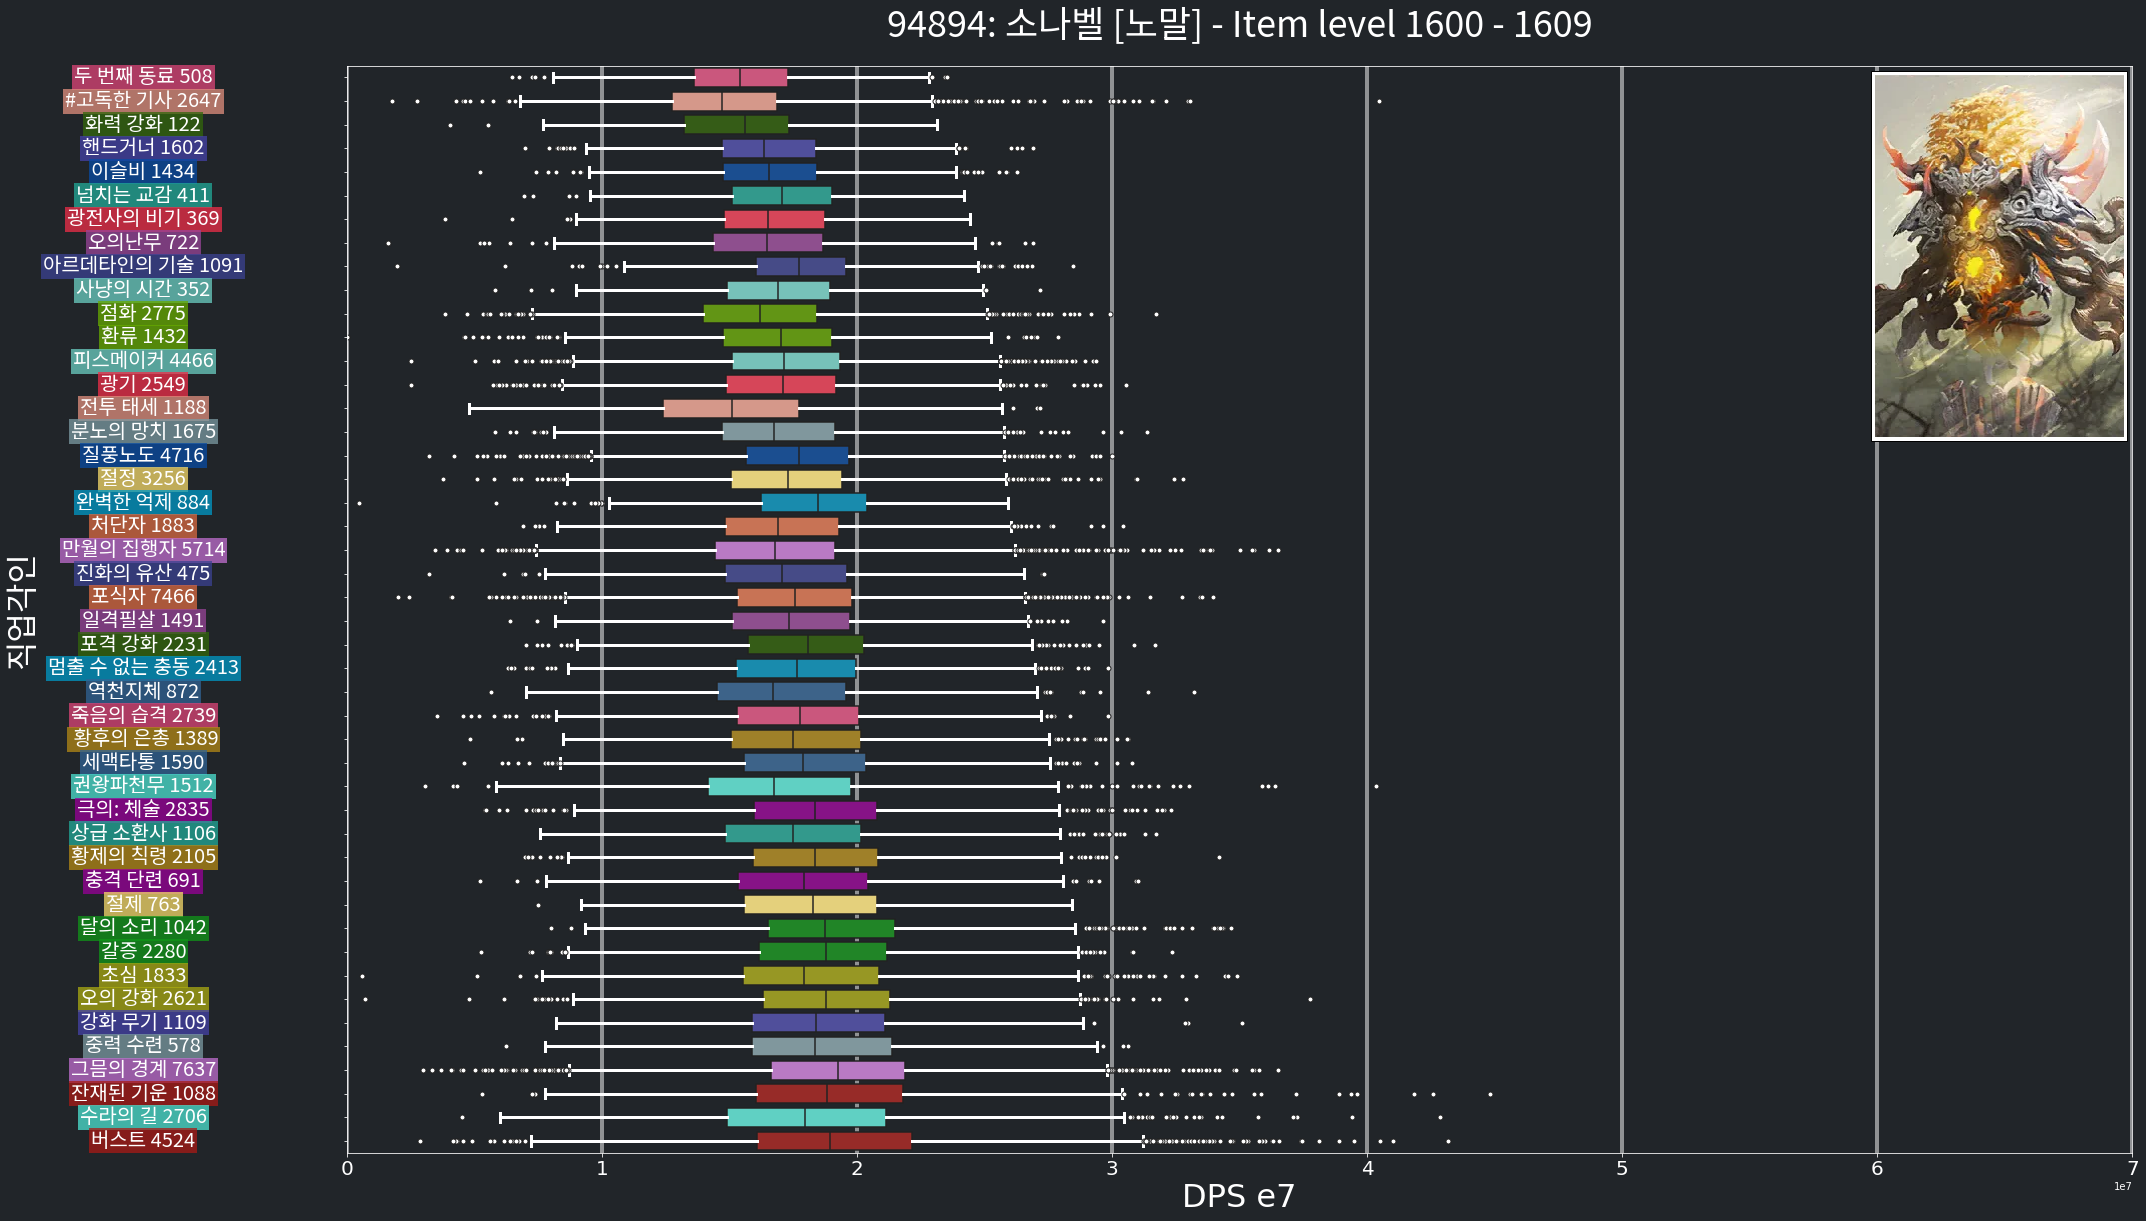 94894: 소나벨 [노말] - Item level 1600 - 1609
두 번째 동료 508
#고독한 기사 2647
화력 강화 122
핸드거너 1602
이슬비 1434
넘치는 교감 411
광전사의 비기 369
오의난무 722
아르데타인의 기술 1091
사냥의 시간 352
점화 2775
환류 1432
피스메이커 4466
광기 2549
전투 태세 1188
분노의 망치 1675
질풍노도 4716
절정 3256
완벽한 억제 884
처단자 1883
만월의 집행자 5714
진화의 유산 475
포식자 7466
일격필살 1491
포격 강화 2231
멈출 수 없는 충동 2413
역천지체 872
죽음의 습격 2739
황후의 은총 1389
세맥타통 1590
권왕파천무 1512
극의: 체술 2835
상급 소환사 1106
황제의 칙령 2105
충격 단련 691
절제 763
달의 소리 1042
갈증 2280
초심 1833
오의 강화 2621
강화 무기 1109
중력 수련 578
그믐의 경계 7637
잔재된 기운 1088
수라의 길 2706
버스트 4524
직업각인
0 1 2 3 4 5 6 7
1e7
DPS e7